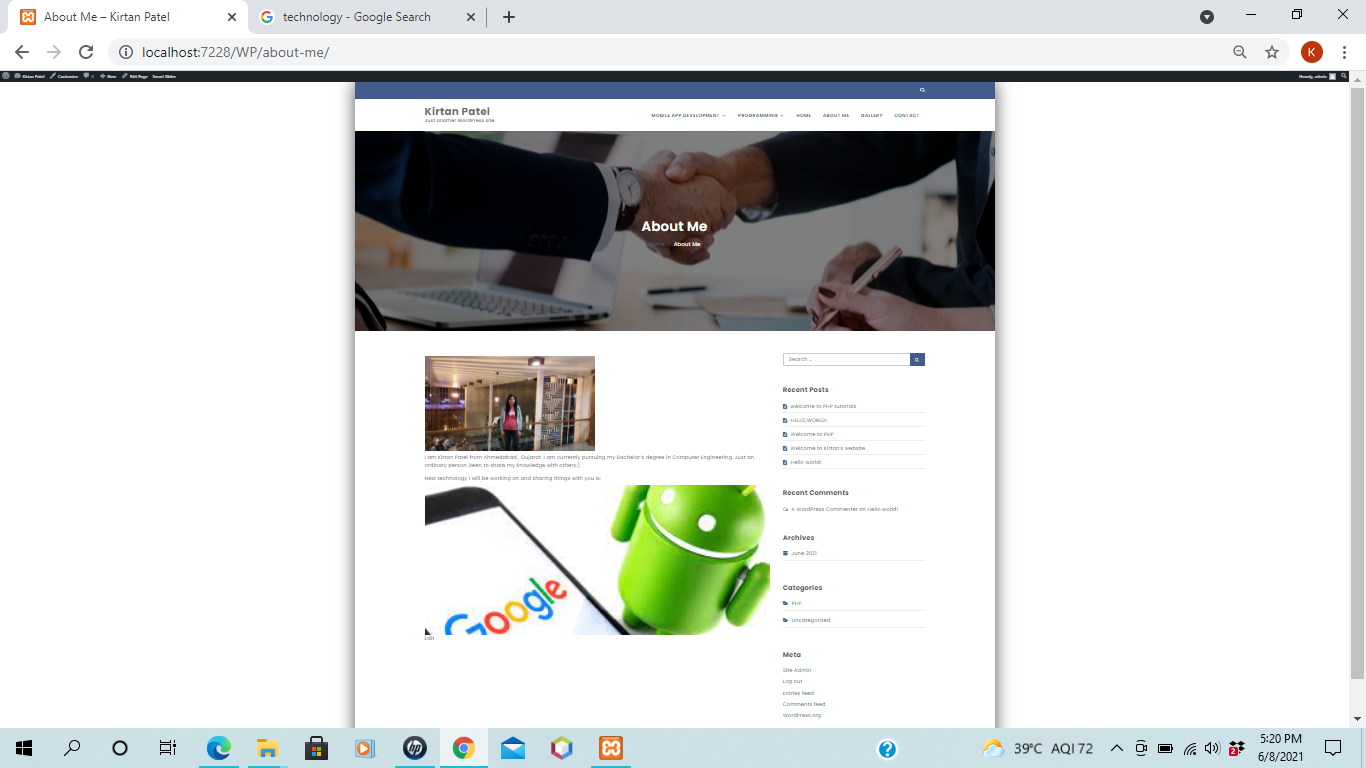 About Me – Kirtan Patel
technology - Google Search
localhost:7228/WP/about-me/
K
Kirtan Patel Customize 0 New Edit Page Smart Slider
Howdy, admin
Kirtan Patel
Just another WordPress site
MOBILE APP DEVELOPMENT PROGRAMMING HOME ABOUT ME GALLERY CONTACT
About Me
Home About Me
Search …
Recent Posts
welcome to PHP tutorials
HELLO,WORLD!
Welcome to PHP
Welcome to Kirtan's website
Hello world!
I am Kirtan Patel from Ahmedabad , Gujarat .I am currently pursuing my Bachelor's degree in Computer Engineering. Just an
ordinary person ,keen to share my knowledge with others:)
Next technology I will be working on and sharing things with you is:
Google
Edit
Recent Comments
A WordPress Commenter on Hello world!
Archives
June 2021
Categories
PHP
Uncategorized
Meta
Site Admin
Log out
Entries feed
Comments feed
WordPress.org
hp
?
39°C AQI 72
2
5:20 PM
6/8/2021